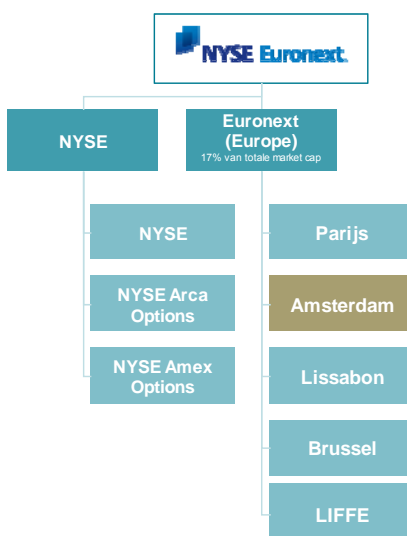 NYSE Euronext.
NYSE
Euronext
(Europe)
17% van totale market cap
NYSE
NYSE Arca
Options
NYSE Amex
Options
Parijs
Amsterdam
Lissabon
Brussel
LIFFE